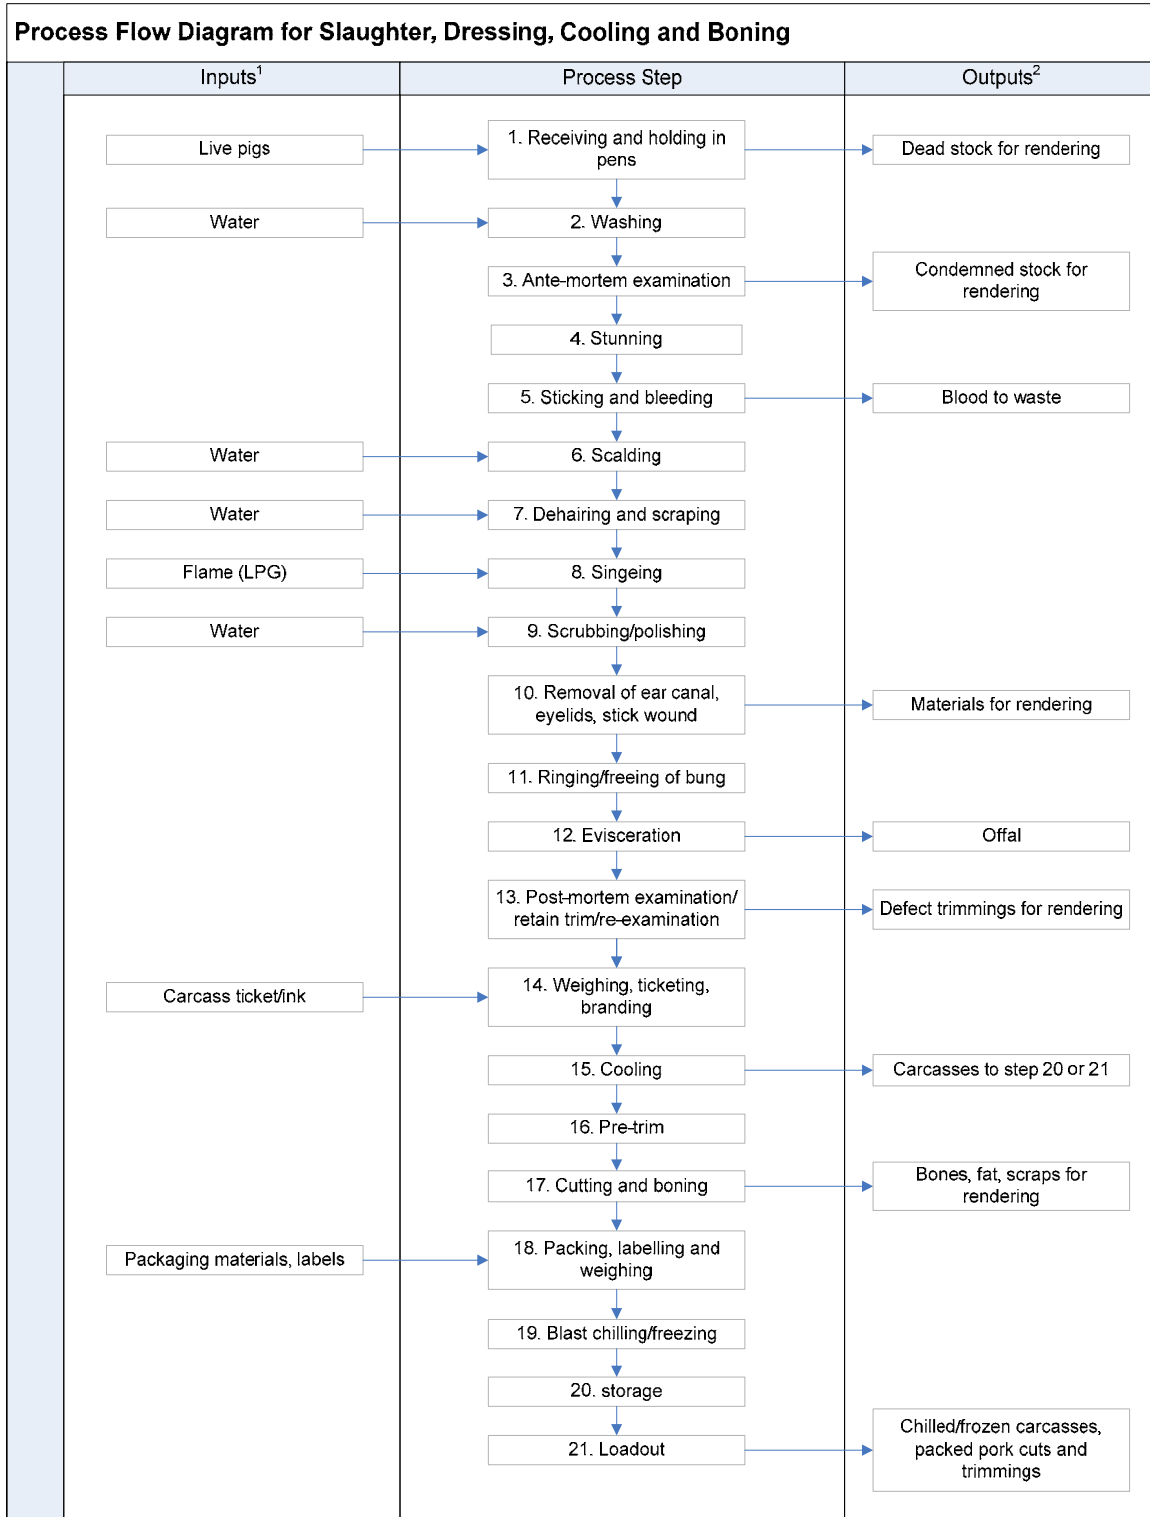 Process Flow Diagram for Slaughter, Dressing, Cooling and Boning
Inputs1
Process Step
Outputs2
Live pigs
1. Receiving and holding in
pens
Dead stock for rendering
Water
2. Washing
3. Ante-mortem examination
Condemned stock for
rendering
4. Stunning
5. Sticking and bleeding
Blood to waste
Water
6. Scalding
Water
7. Dehairing and scraping
Flame (LPG)
8. Singeing
Water
9. Scrubbing/polishing
10. Removal of ear canal,
eyelids, stick wound
Materials for rendering
11. Ringing/freeing of bung
12. Evisceration
Offal
13. Post-mortem examination/
retain trim/re-examination
Defect trimmings for rendering
Carcass ticket/ink
14. Weighing, ticketing,
branding
15. Cooling
Carcasses to step 20 or 21
16. Pre-trim
17. Cutting and boning
Bones, fat, scraps for
rendering
Packaging materials, labels
18. Packing, labelling and
weighing
19. Blast chilling/freezing
20. storage
21. Loadout
Chilled/frozen carcasses,
packed pork cuts and
trimmings